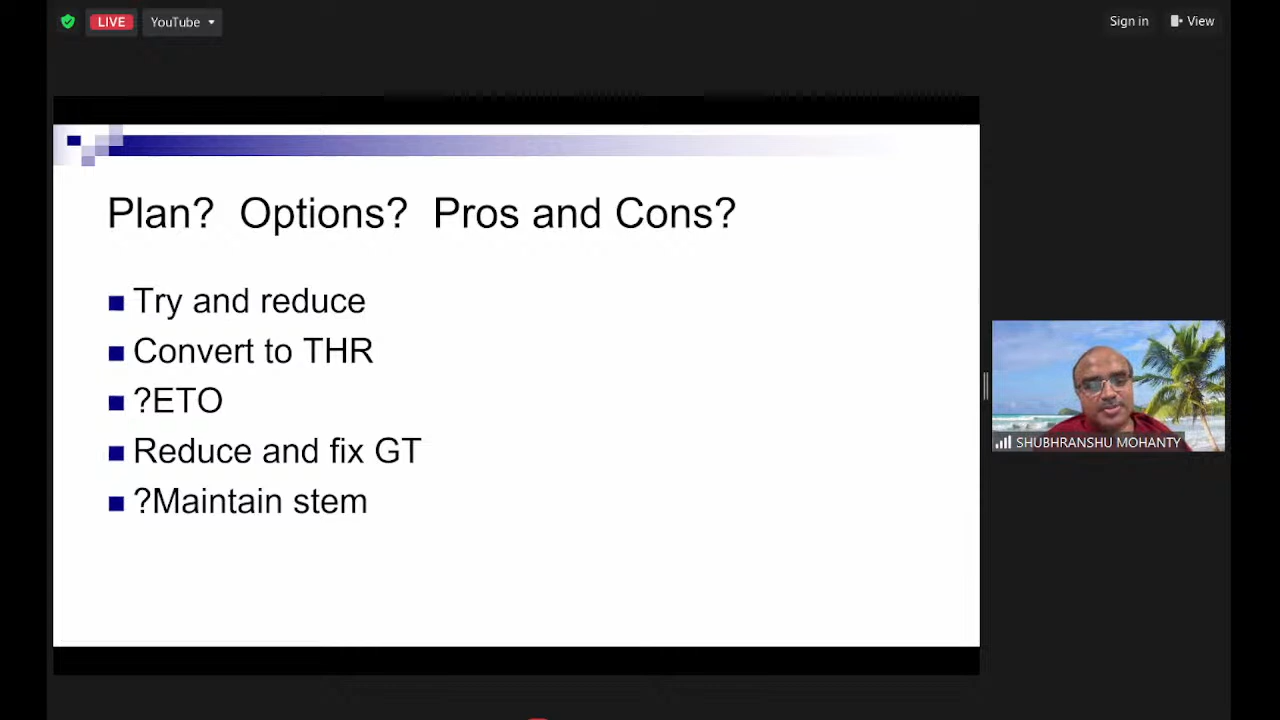 LIVE
YouTube
Sign in
View
Plan? Options? Pros and Cons?
Try and reduce
Convert to THR
?ETO
Reduce and fix GT
?Maintain stem
SHUBHRANSHU MOHANTY